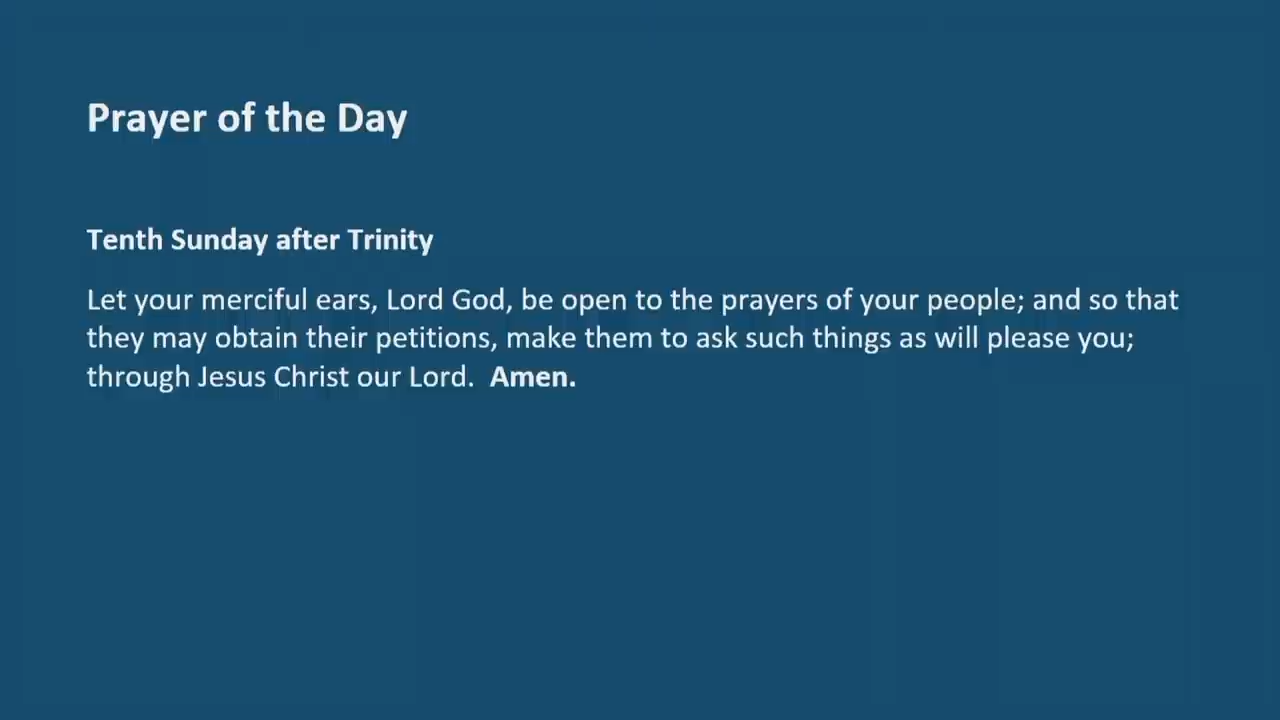 Prayer of the Day
Tenth Sunday after Trinity
Let your merciful ears, Lord God, be open to the prayers of your people; and so that
they may obtain their petitions, make them to ask such things as will please you;
through Jesus Christ our Lord.  Amen.